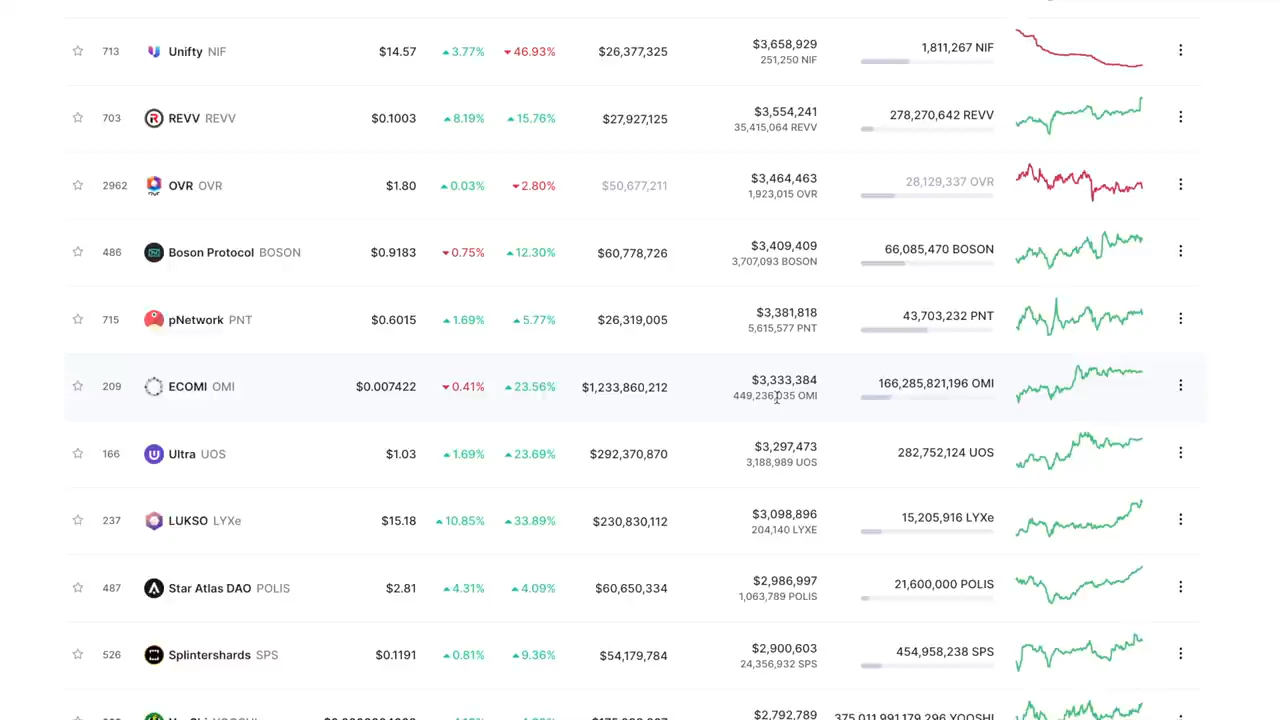 713 Unifty NIF $14.57 3.77% 46.93% $26,377,325 $3,658,929 1,811,267 NIF
251,250 NIF
703 REVV REVV $0.1003 8.19% 15.76% $27,927,125 $3,554,241 278,270,642 REVV
35,415,064 REVV
2962 OVR OVR $1.80 0.03% 2.80% $50,677,211 $3,464,463 28,129,337 OVR
1,923,015 OVR
486 Boson Protocol BOSON $0.9183 0.75% 12.30% $60,778,726 $3,409,409 66,085,470 BOSON
3,707,093 BOSON
715 pNetwork PNT $0.6015 1.69% 5.77% $26,319,005 $3,381,818 43,703,232 PNT
5,615,577 PNT
209 ECOMI OMI $0.007422 0.41% 23.56% $1,233,860,212 $3,333,384 166,285,821,196 OMI
449,236,035 OMI
166 Ultra UOS $1.03 1.69% 23.69% $292,370,870 $3,297,473 282,752,124 UOS
3,188,989 UOS
237 LUKSO LYXe $15.18 10.85% 33.89% $230,830,112 $3,098,896 15,205,916 LYXe
204,140 LYXE
487 Star Atlas DAO POLIS $2.81 4.31% 4.09% $60,650,334 $2,986,997 21,600,000 POLIS
1,063,789 POLIS
526 Splintershards SPS $0.1191 0.81% 9.36% $54,179,784 $2,900,603 454,958,238 SPS
24,356,932 SPS
$2,792,789 375,011,991,179,296 YOOSHI